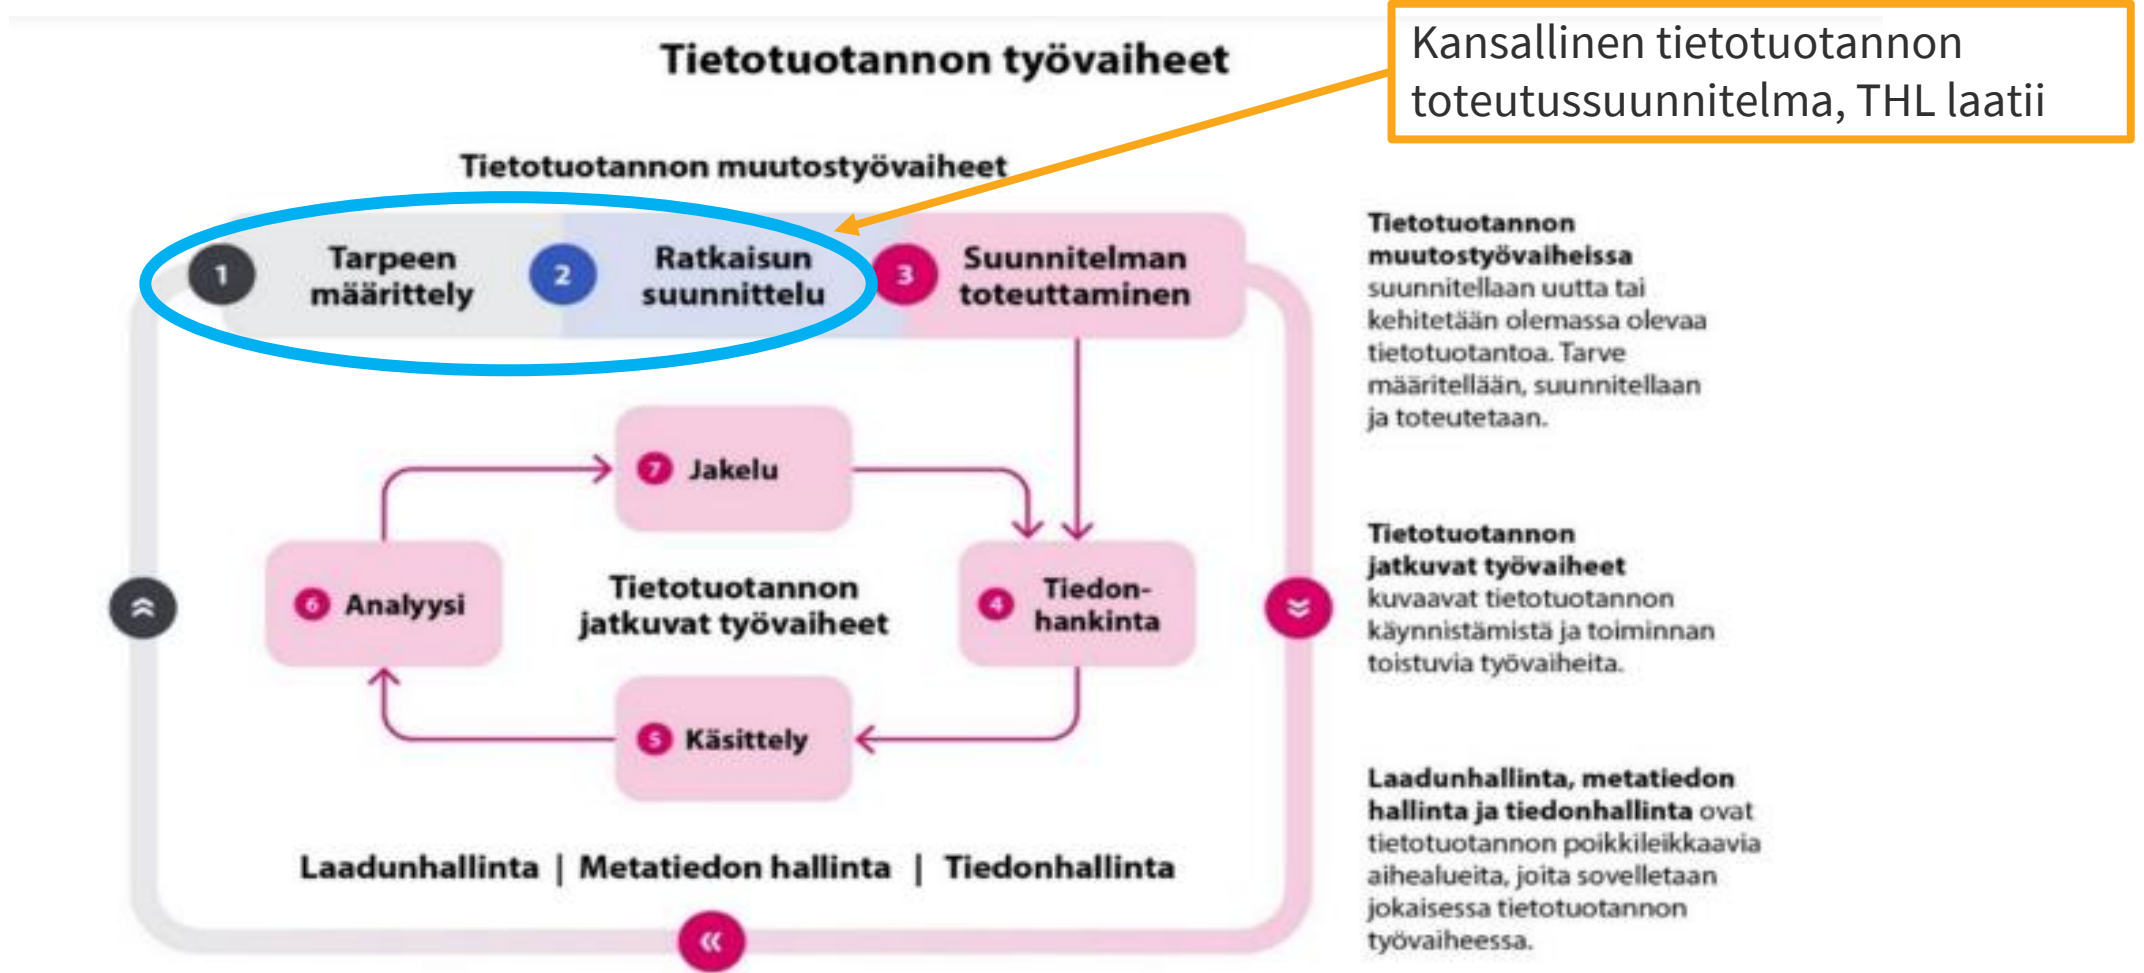 Tietotuotannon työvaiheet
Kansallinen tietotuotannon
toteutussuunnitelma, THL laatii
Tietotuotannon muutostyövaiheet
1
Tarpeen
määrittely
2
Ratkaisun
suunnittelu
3
Suunnitelman
toteuttaminen
7 Jakelu
6 Analyysi
Tietotuotannon
jatkuvat työvaiheet
4
Tiedon-
hankinta
5 Käsittely
Laadunhallinta | Metatiedon hallinta | Tiedonhallinta
Tietotuotannon
muutostyövaiheissa
suunnitellaan uutta tai
kehitetään olemassa olevaa
tietotuotantoa. Tarve
määritellään, suunnitellaan
ja toteutetaan.
Tietotuotannon
jatkuvat työvaiheet
kuvaavat tietotuotannon
käynnistämistä ja toiminnan
toistuvia työvaiheita.
Laadunhallinta, metatiedon
hallinta ja tiedonhallinta ovat
tietotuotannon poikkileikkaavia
aihealueita, joita sovelletaan
jokaisessa tietotuotannon
työvaiheessa.